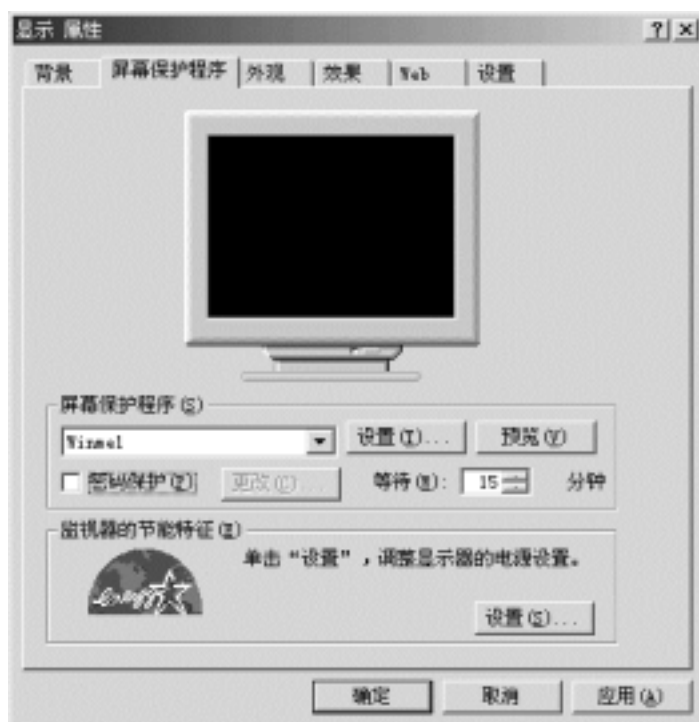 显示 属性
背景 屏幕保护程序 外观 效果 Web 设置
屏幕保护程序(S)
Winmel 设置(T)... 预览(V)
密码保护(P) 更改(C)... 等待(W): 15 分钟
监视器的节能特征(E)
单击“设置”，调整显示器的电源设置。
energy
设置(S)...
确定 取消 应用(A)